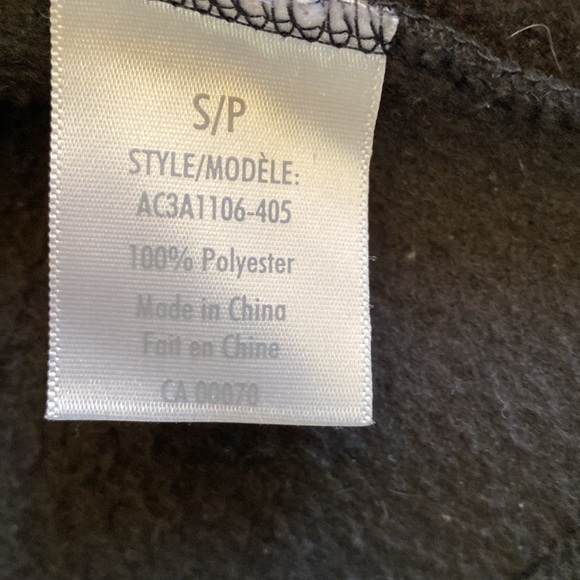 S/P
STYLE/MODÈLE:
AC3A1106-405
100% Polyester
Made in China
Fait en Chine
CA 00070